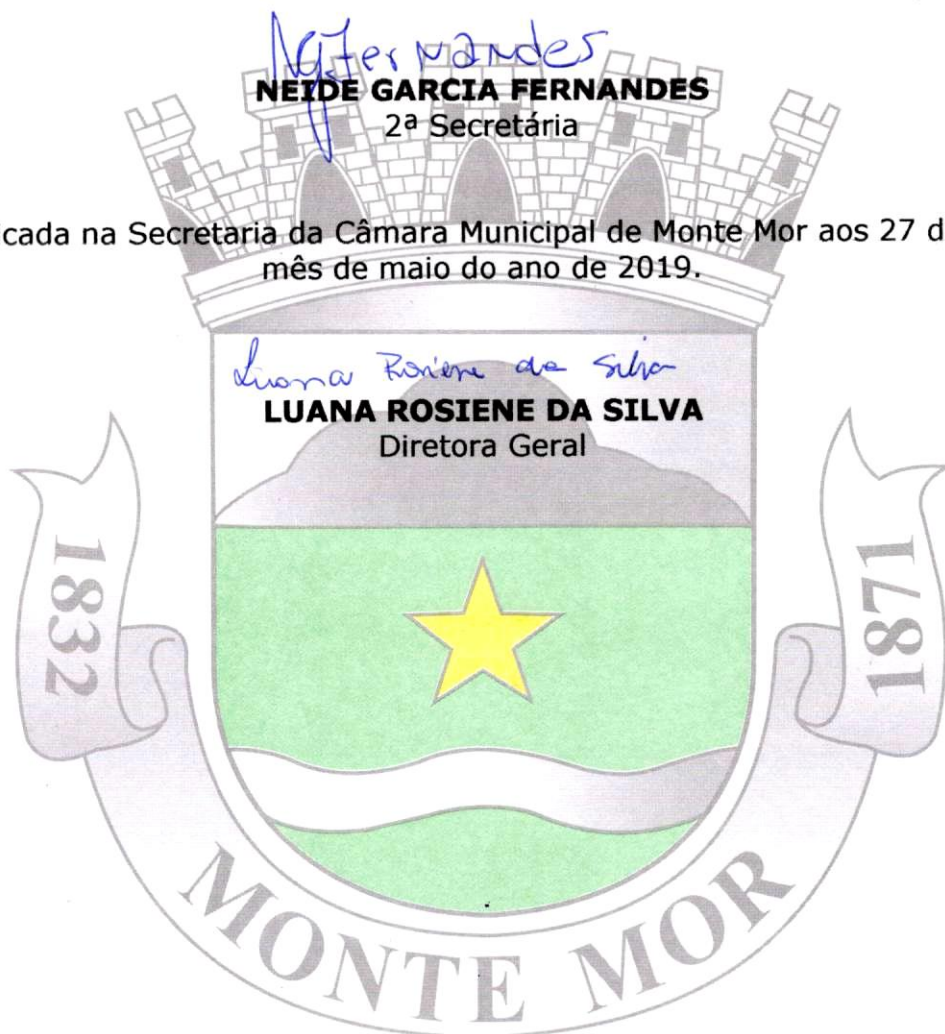 NgFernandes
NEIDE GARCIA FERNANDES
2ª Secretária
icada na Secretaria da Câmara Municipal de Monte Mor aos 27 d
mês de maio do ano de 2019.
Luana Rosiene da Silva
LUANA ROSIENE DA SILVA
Diretora Geral
1832
1871
MONTE MOR